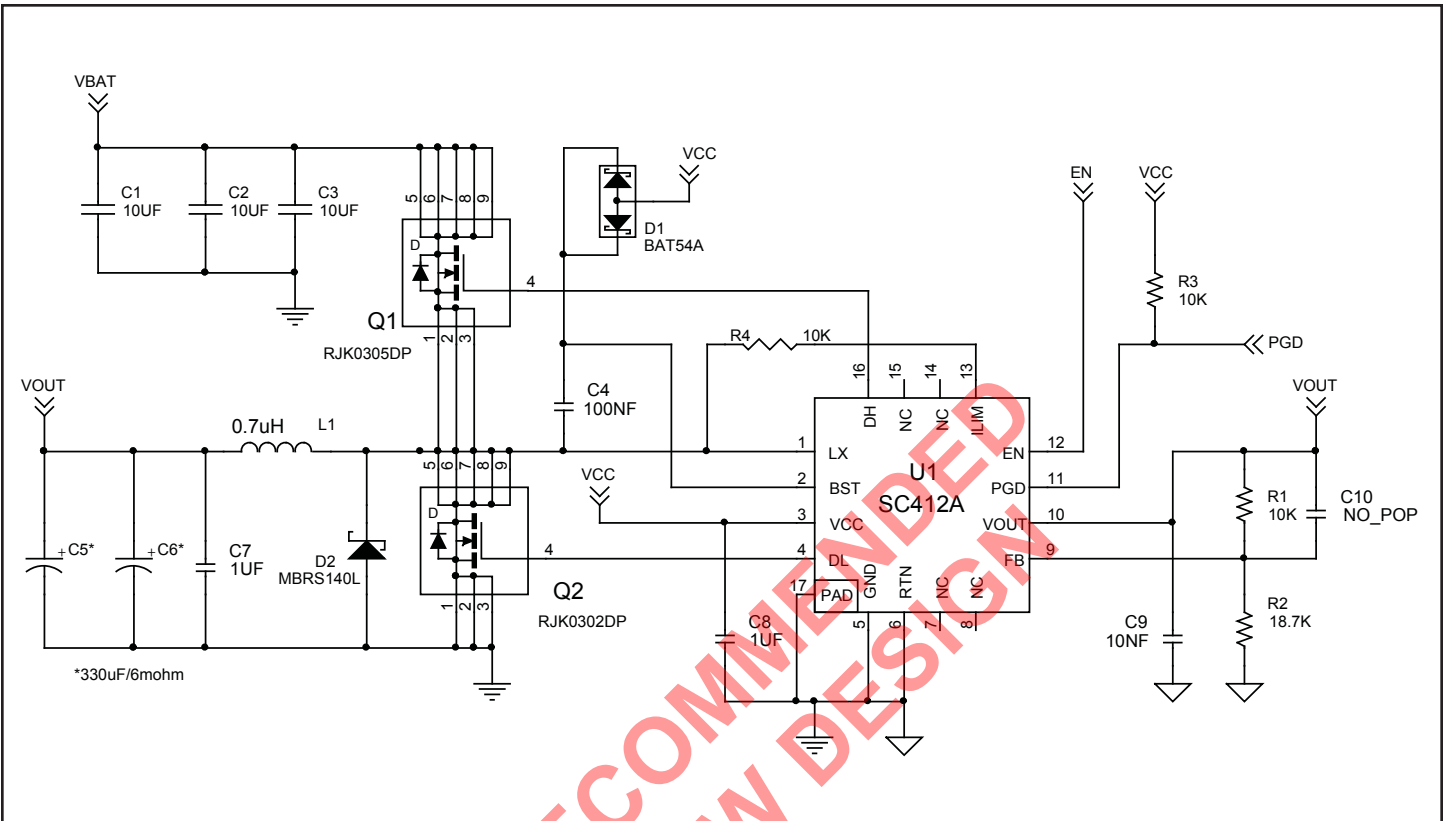 VBAT
C1
10UF
C2
10UF
C3
10UF
5
6
7
8
9
D
4
Q1
RJK0305DP
1
2
3
VCC
D1
BAT54A
EN
VCC
R3
10K
PGD
R4
10K
C4
100NF
16
15
14
13
DH
NC
NC
ILIM
VOUT
0.7uH
L1
1
LX
12
EN
2
BST
11
PGD
3
VCC
10
VOUT
4
DL
9
FB
17
PAD
GND
RTN
NC
NC
5
6
7
8
U1
SC412A
VCC
5
6
7
8
9
D
4
Q2
RJK0302DP
1
2
3
+
C5*
+
C6*
C7
1UF
D2
MBRS140L
*330uF/6mohm
C8
1UF
VOUT
R1
10K
C10
NO_POP
C9
10NF
R2
18.7K
RECOMMENDED
DESIGN